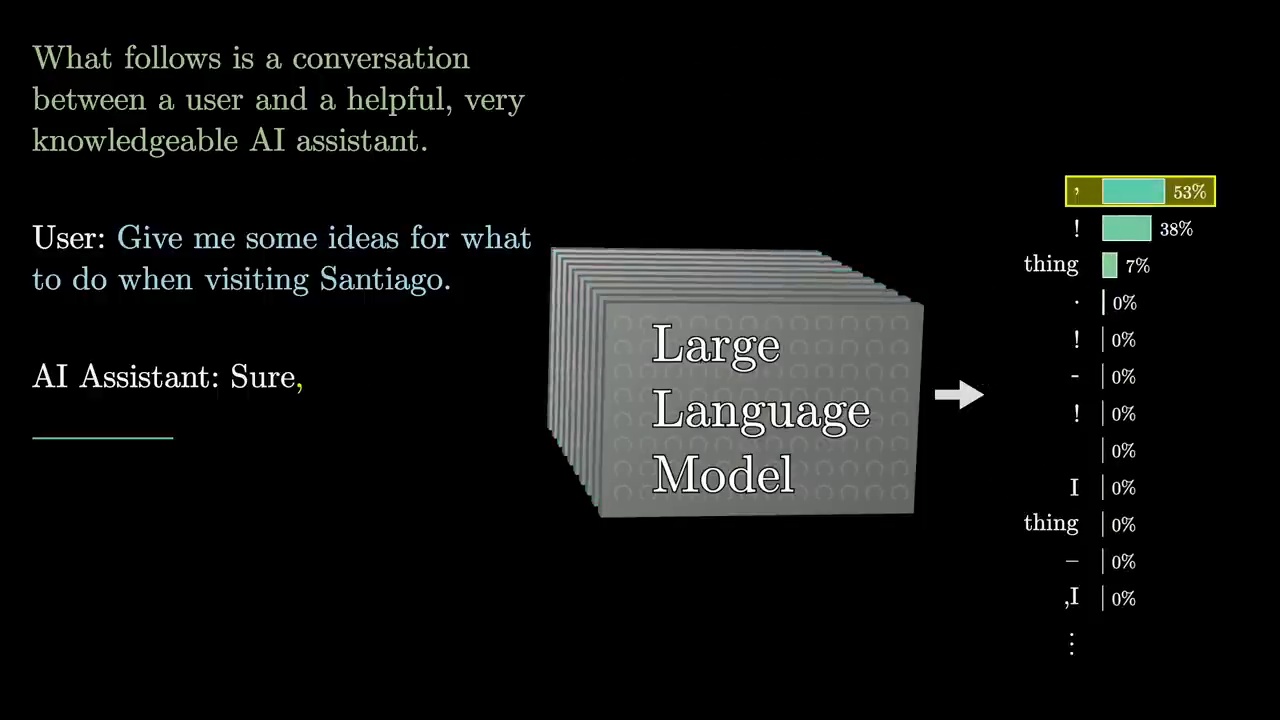 What follows is a conversation
between a user and a helpful, very
knowledgeable AI assistant.
User: Give me some ideas for what
to do when visiting Santiago.
AI Assistant: Sure,
Large
Language
Model
, 53%
! 38%
thing 7%
. 0%
! 0%
- 0%
! 0%
0%
I 0%
thing 0%
– 0%
,I 0%
⋮